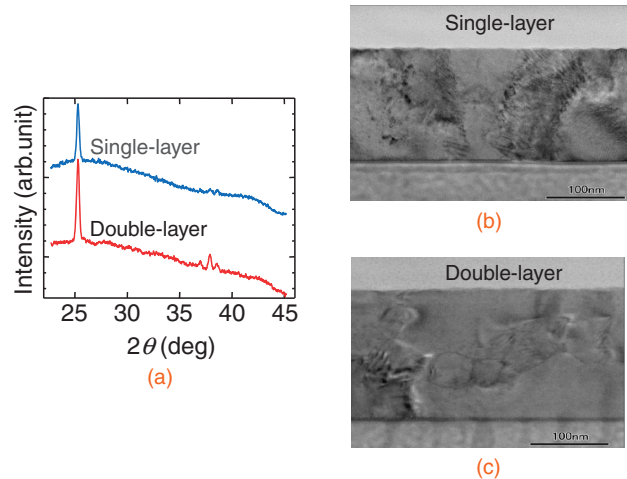 Intensity (arb.unit)
Single-layer
Double-layer
25 30 35 40 45
2θ (deg)
(a)
Single-layer
100nm
(b)
Double-layer
100nm
(c)